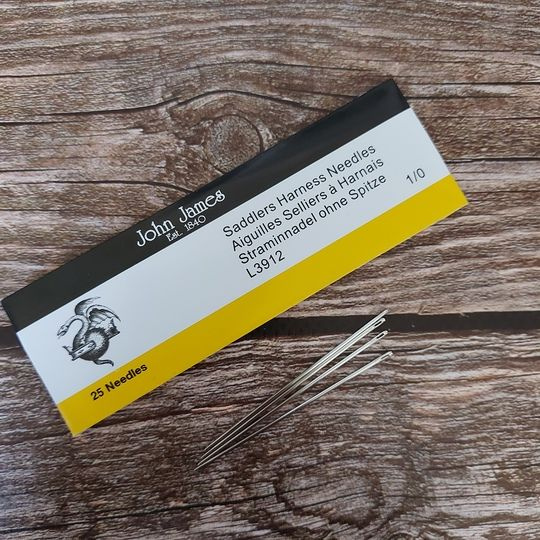 John James
Est. 1840
Saddlers Harness Needles
Aiguilles Selliers à Harnais
Straminnadel ohne Spitze
L3912
1/0
25 Needles